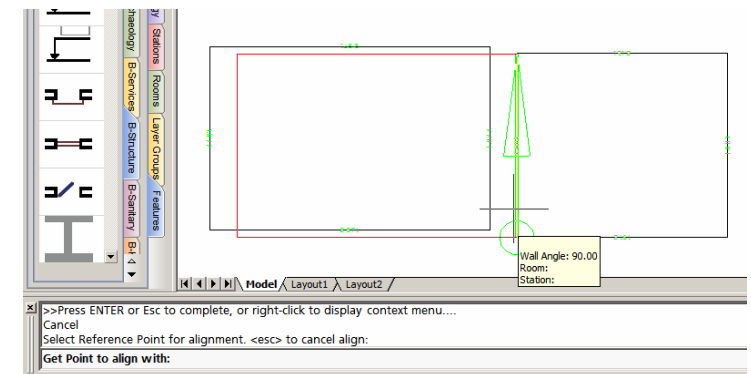 chaeology
B-Services
B-Structure
B-Sanitary
gy
Stations
Rooms
Layer Groups
Features
Wall Angle: 90.00
Room:
Station:
Model
Layout1
Layout2
>>Press ENTER or Esc to complete, or right-click to display context menu....
Cancel
Select Reference Point for alignment. <esc> to cancel align:
Get Point to align with: